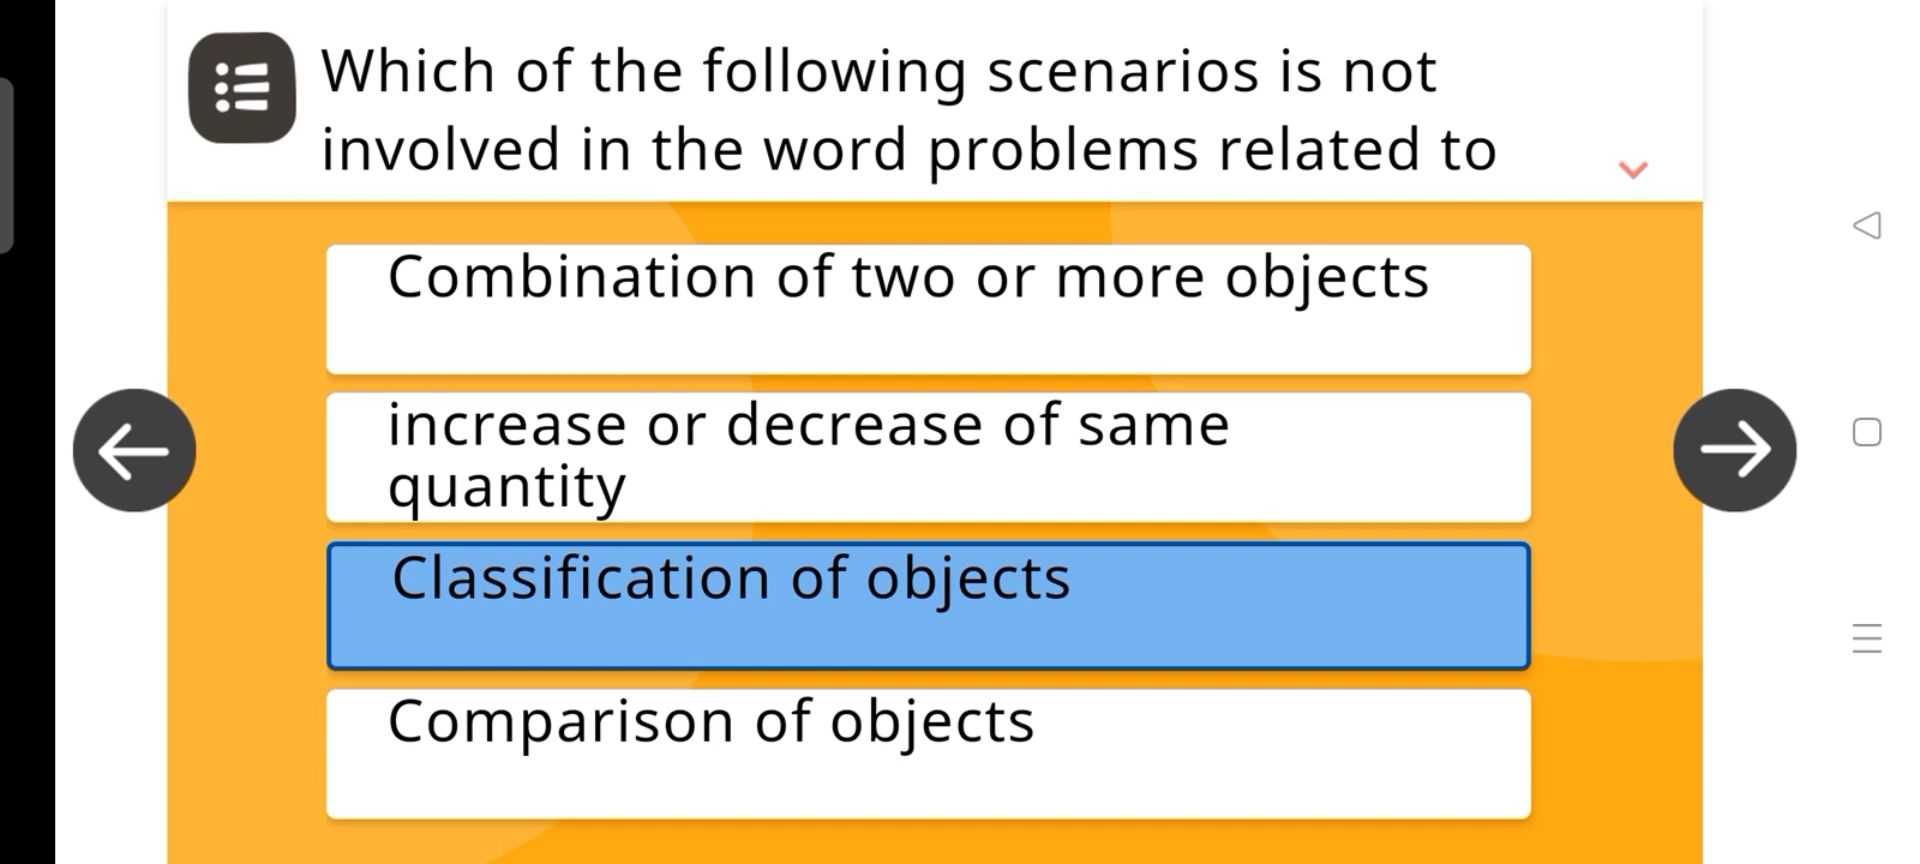 Which of the following scenarios is not
involved in the word problems related to
Combination of two or more objects
increase or decrease of same
quantity
Classification of objects
Comparison of objects